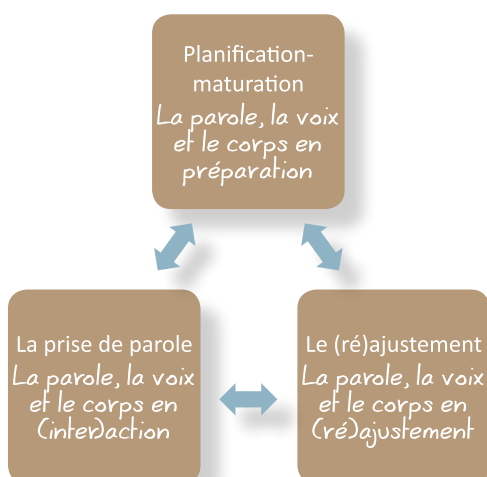 Planification-
maturation
La parole, la voix
et le corps en
préparation
La prise de parole
La parole, la voix
et le corps en
(inter)action
Le (ré)ajustement
La parole, la voix
et le corps en
(ré)ajustement